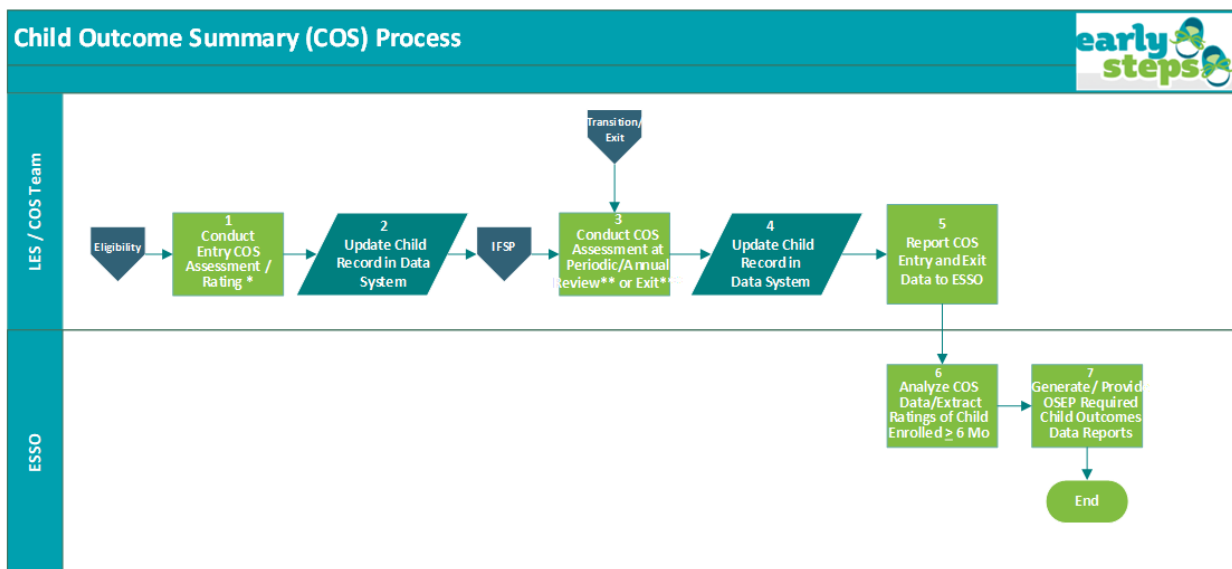 Child Outcome Summary (COS) Process
early
steps
LES / COS Team
Transition/
Exit
Eligibility
1
Conduct
Entry COS
Assessment /
Rating *
2
Update Child
Record in Data
System
IFSP
3
Conduct COS
Assessment at
Periodic/Annual
Review** or Exit**
4
Update Child
Record in
Data System
5
Report COS
Entry and Exit
Data to ESSO
ESSO
6
Analyze COS
Data/Extract
Ratings of Child
Enrolled ≥ 6 Mo
7
Generate/ Provide
OSEP Required
Child Outcomes
Data Reports
End